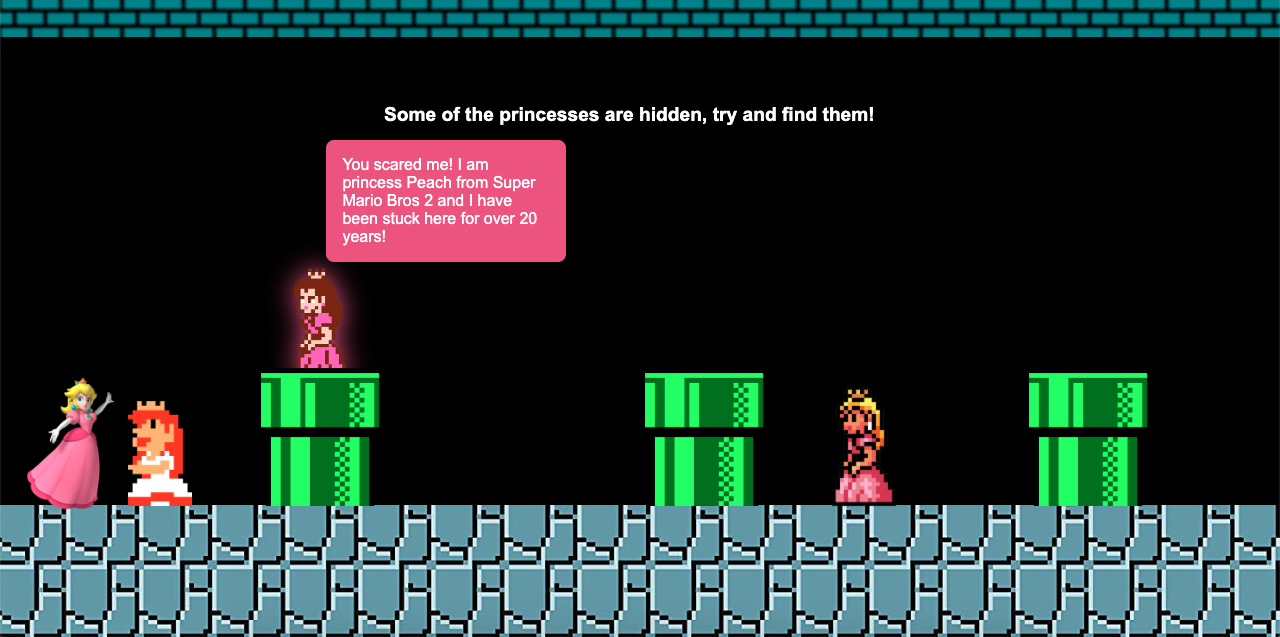 Some of the princesses are hidden, try and find them!
You scared me! I am
princess Peach from Super
Mario Bros 2 and I have
been stuck here for over 20
years!